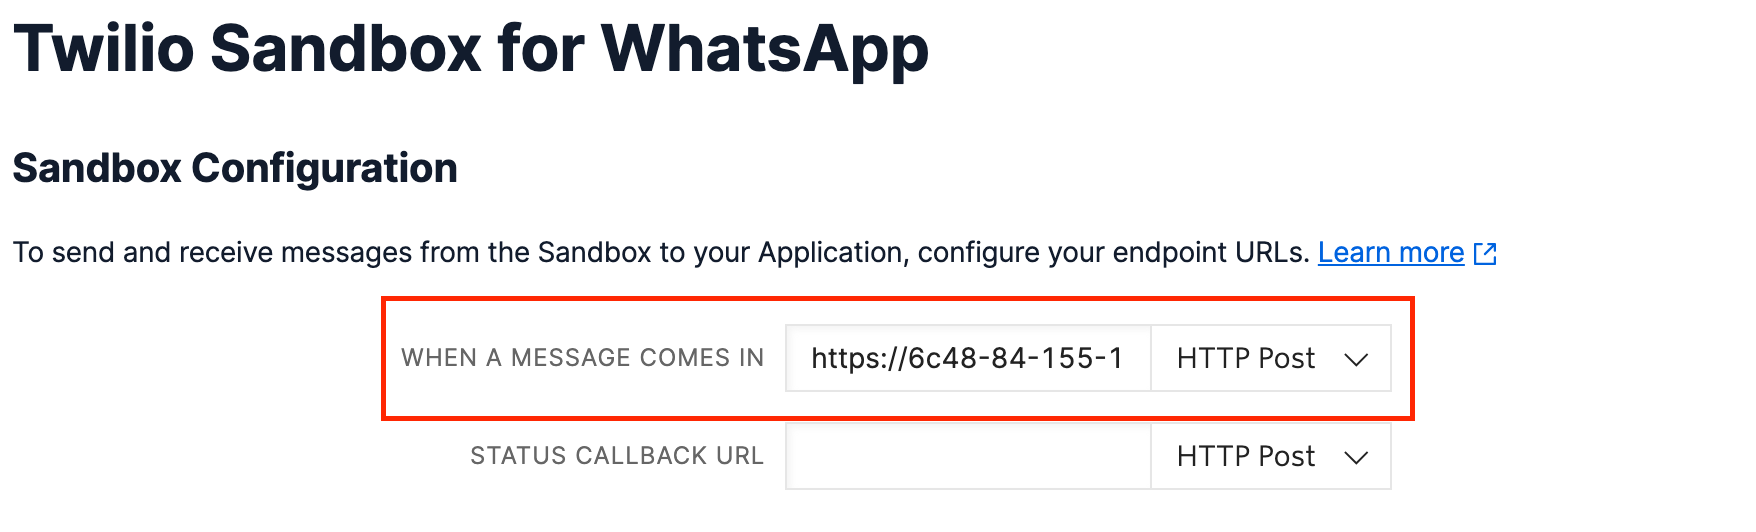 Twilio Sandbox for WhatsApp
Sandbox Configuration
To send and receive messages from the Sandbox to your Application, configure your endpoint URLs. Learn more
WHEN A MESSAGE COMES IN https://6c48-84-155-1 HTTP Post
STATUS CALLBACK URL HTTP Post